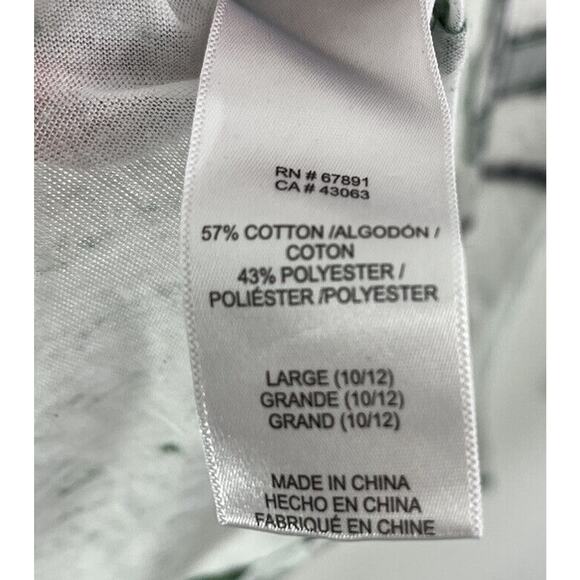 RN # 67891
CA # 43063
57% COTTON /ALGODÓN /
COTON
43% POLYESTER /
POLIÉSTER /POLYESTER
LARGE (10/12)
GRANDE (10/12)
GRAND (10/12)
MADE IN CHINA
HECHO EN CHINA
FABRIQUÉ EN CHINE